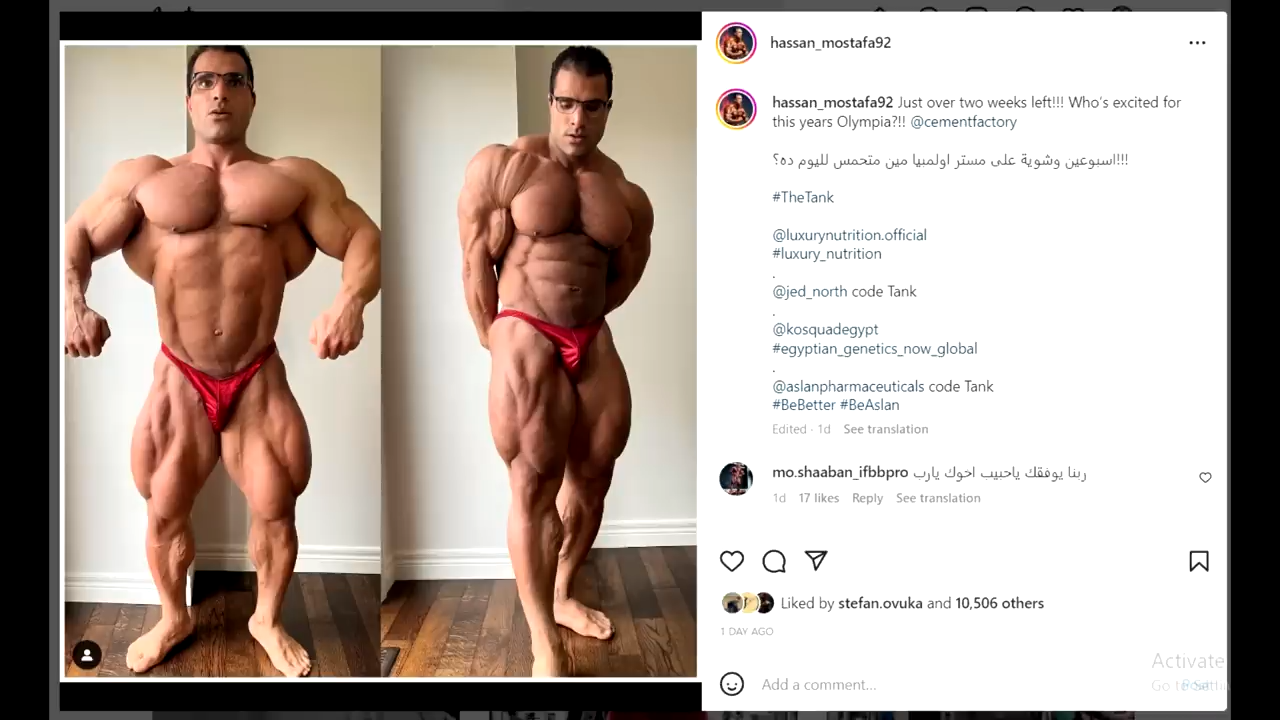 hassan_mostafa92
hassan_mostafa92 Just over two weeks left!!! Who's excited for
this years Olympia?!! @cementfactory
اسبوعين وشوية على مستر اولمبيا مين متحمس لليوم ده؟!!!
#TheTank
@luxurynutrition.official
#luxury_nutrition
.
@jed_north code Tank
.
@kosquadegypt
#egyptian_genetics_now_global
.
@aslanpharmaceuticals code Tank
#BeBetter #BeAslan
Edited · 1d See translation
mo.shaaban_ifbbpro ربنا يوفقك ياحبيب اخوك يارب
1d 17 likes Reply See translation
Liked by stefan.ovuka and 10,506 others
1 DAY AGO
Add a comment...
Activate
Go to